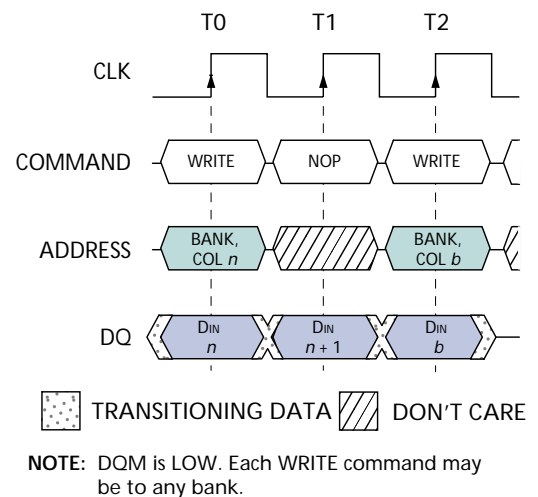 T0 T1 T2
CLK
COMMAND WRITE NOP WRITE
ADDRESS BANK, COL n BANK, COL b
DQ DIN n DIN n + 1 DIN b
TRANSITIONING DATA DON'T CARE
NOTE: DQM is LOW. Each WRITE command may
be to any bank.